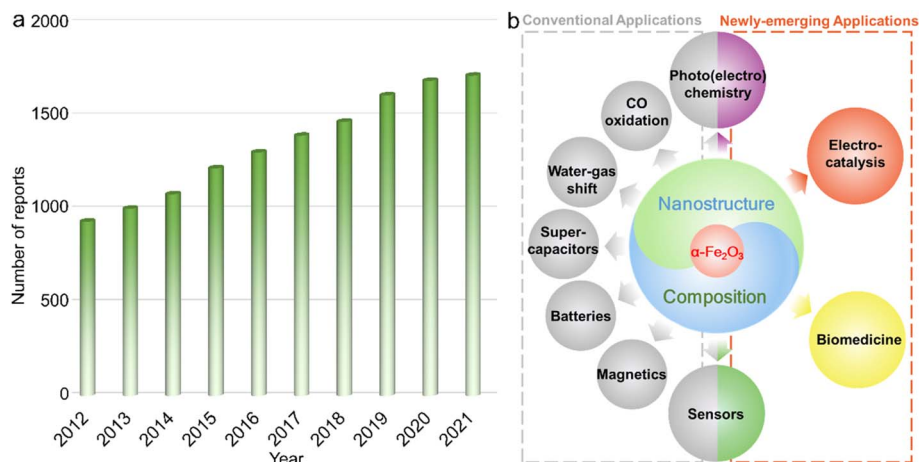 a
2000
1500
1000
500
0
Number of reports
2012
2013
2014
2015
2016
2017
2018
2019
2020
2021
Year
b
Conventional Applications
Newly-emerging Applications
Photo(electro)
chemistry
CO
oxidation
Water-gas
shift
Super-
capacitors
Batteries
Magnetics
Sensors
Electro-
catalysis
Biomedicine
Nanostructure
α-Fe₂O₃
Composition